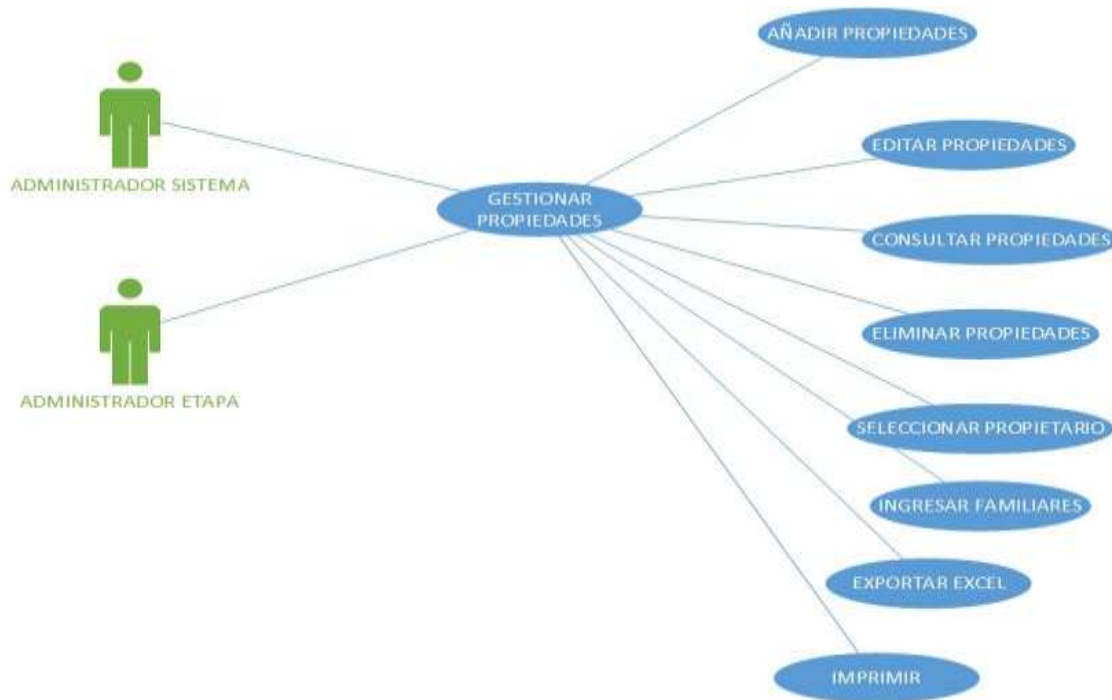 AÑADIR PROPIEDADES
ADMINISTRADOR SISTEMA
EDITAR PROPIEDADES
GESTIONAR
PROPIEDADES
CONSULTAR PROPIEDADES
ELIMINAR PROPIEDADES
ADMINISTRADOR ETAPA
SELECCIONAR PROPIETARIO
INGRESAR FAMILIARES
EXPORTAR EXCEL
IMPRIMIR